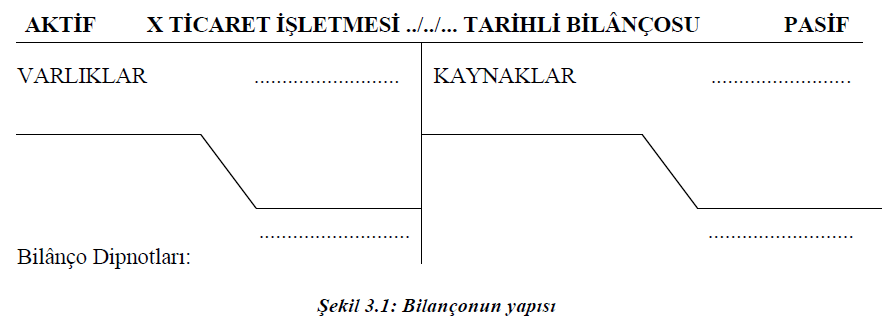 AKTİF X TİCARET İŞLETMESİ ../../... TARİHLİ BİLÂNÇOSU PASİF
VARLIKLAR .......................... KAYNAKLAR .........................
........................... ..........................
Bilânço Dipnotları:
Şekil 3.1: Bilançonun yapısı